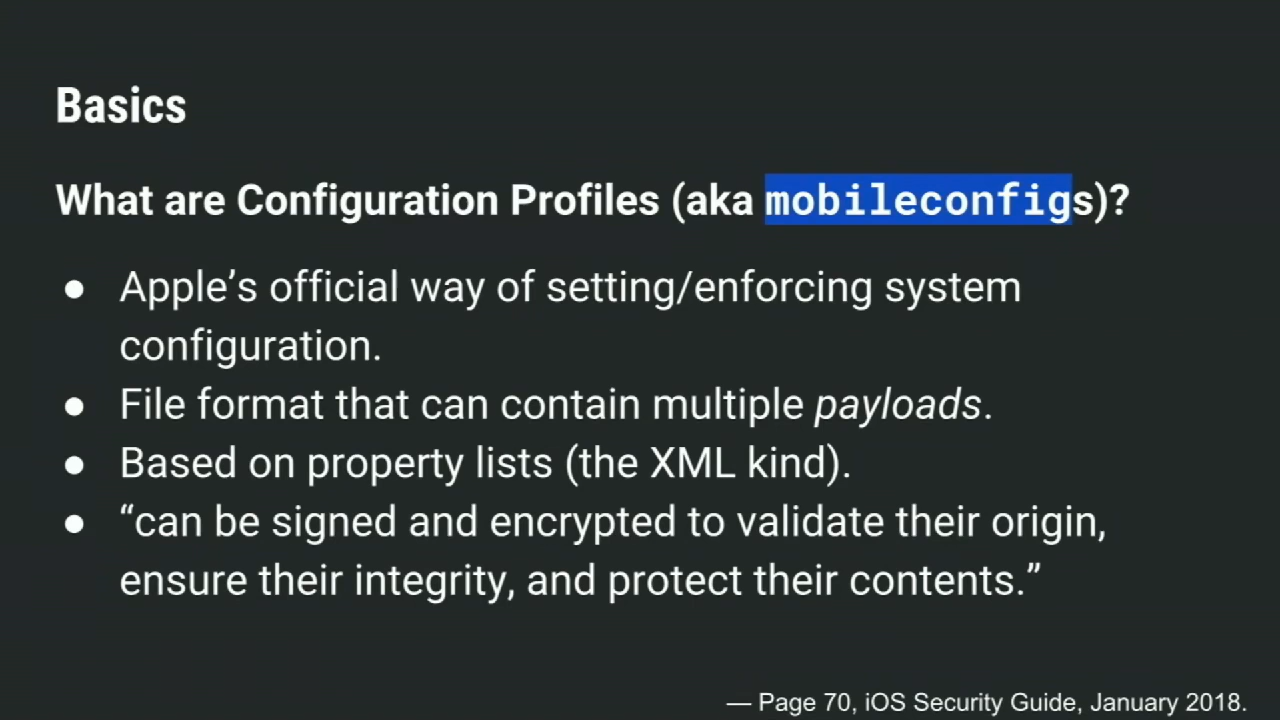 Basics
What are Configuration Profiles (aka mobileconfigs)?
● Apple’s official way of setting/enforcing system
configuration.
● File format that can contain multiple payloads.
● Based on property lists (the XML kind).
● “can be signed and encrypted to validate their origin,
ensure their integrity, and protect their contents.”
— Page 70, iOS Security Guide, January 2018.